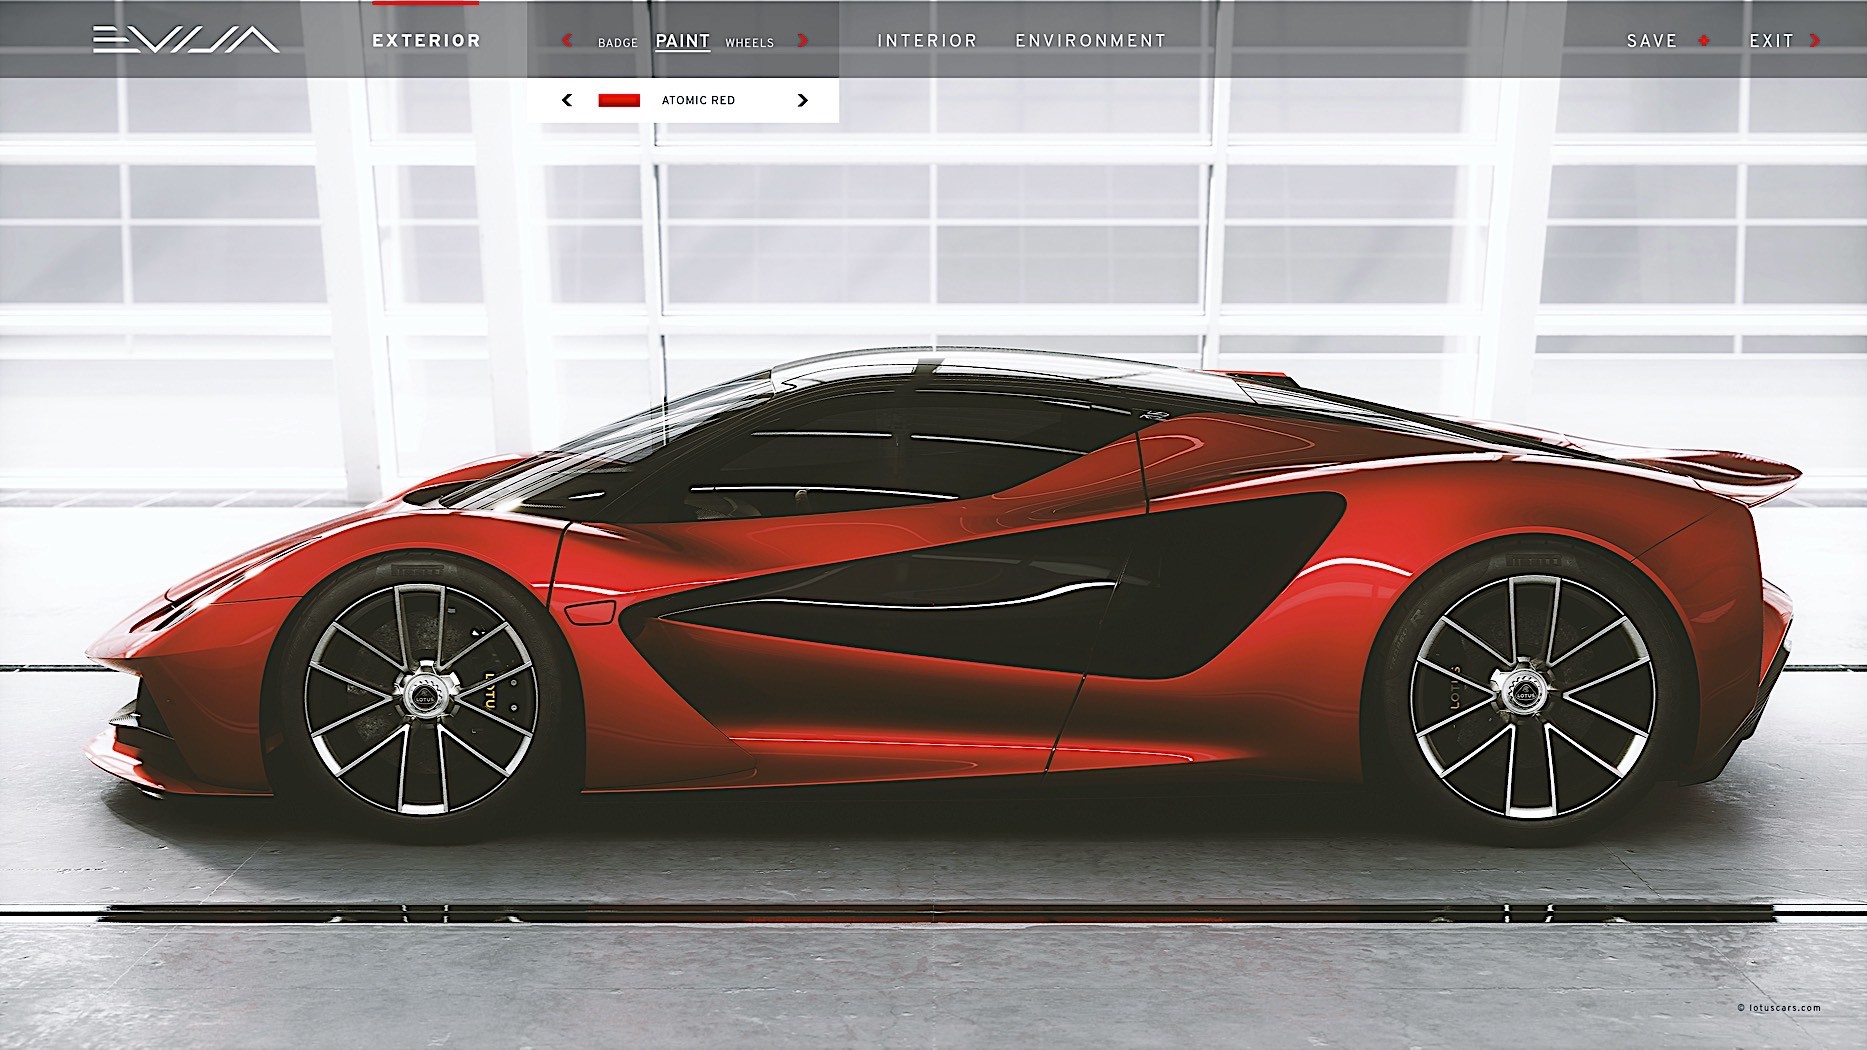 EVIJA
EXTERIOR BADGE PAINT WHEELS INTERIOR ENVIRONMENT SAVE EXIT
ATOMIC RED
LOTUS
LOTUS
LOTUS
LOTUS
© lotuscars.com